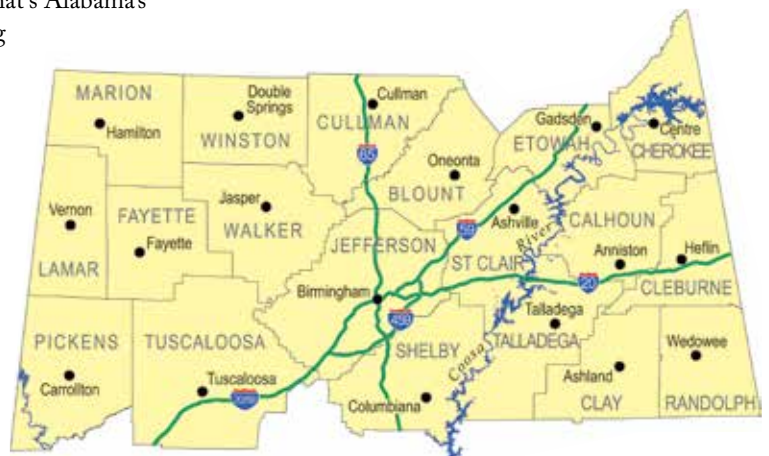 at's Alabama's
g
MARION
Hamilton
Double
Springs
WINSTON
Cullman
CULLMAN
65
Gadsden
ETOWAH
Centre
CHEROKEE
Oneonta
BLOUNT
Vernon
LAMAR
FAYETTE
Fayette
Jasper
WALKER
JEFFERSON
59
Ashville
River
CALHOUN
Anniston
Heflin
ST CLAIR
20
CLEBURNE
Birmingham
459
Talladega
TALLADEGA
PICKENS
Carrollton
TUSCALOOSA
Tuscaloosa
SHELBY
Coosa
Columbiana
Wedowee
Ashland
CLAY
RANDOLPH